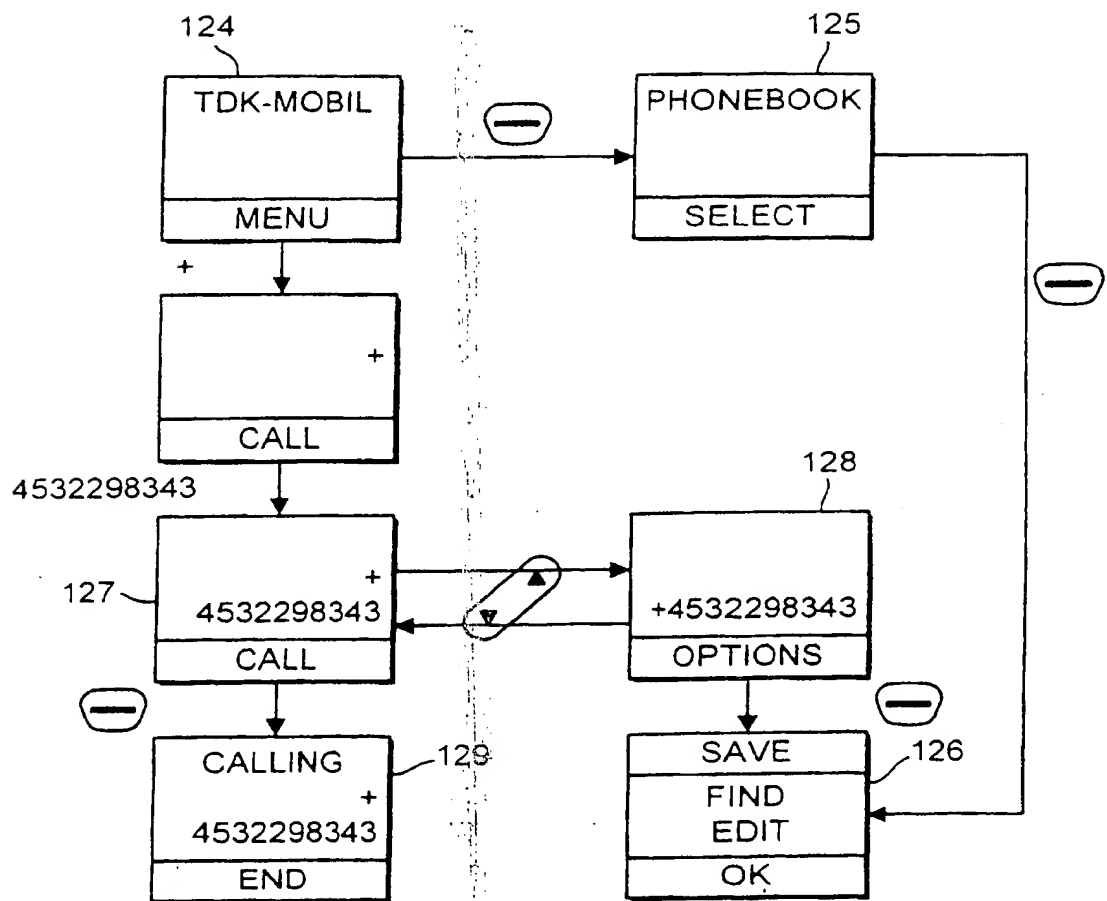 124
125
TDK-MOBIL
MENU
PHONEBOOK
SELECT
+
+
CALL
4532298343
128
127
+
4532298343
CALL
+4532298343
OPTIONS
CALLING
+
4532298343
END
129
SAVE
FIND
EDIT
OK
126